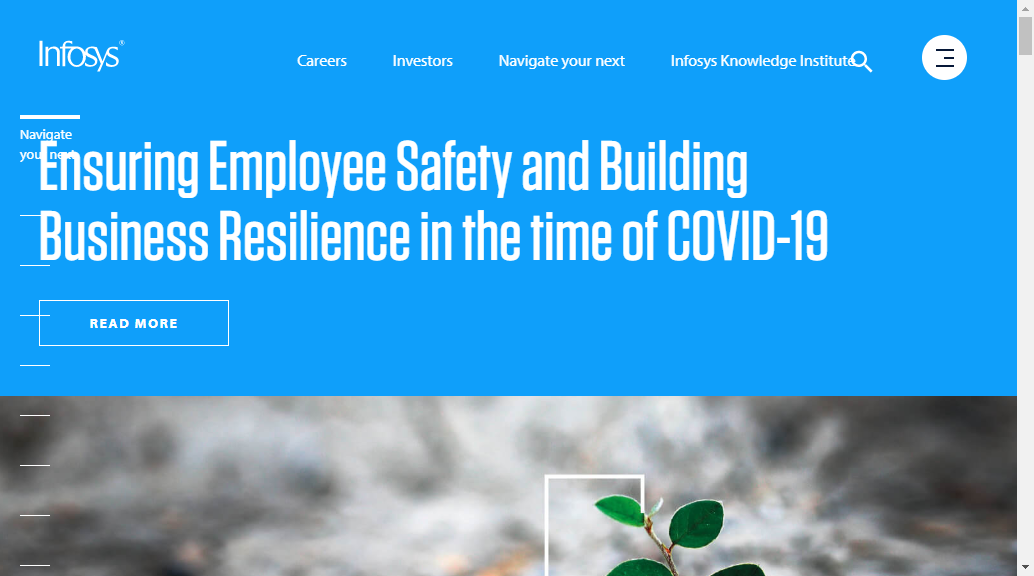 Infosys®
Careers
Investors
Navigate your next
Infosys Knowledge Institute
Navigate
your next
Ensuring Employee Safety and Building
Business Resilience in the time of COVID-19
READ MORE